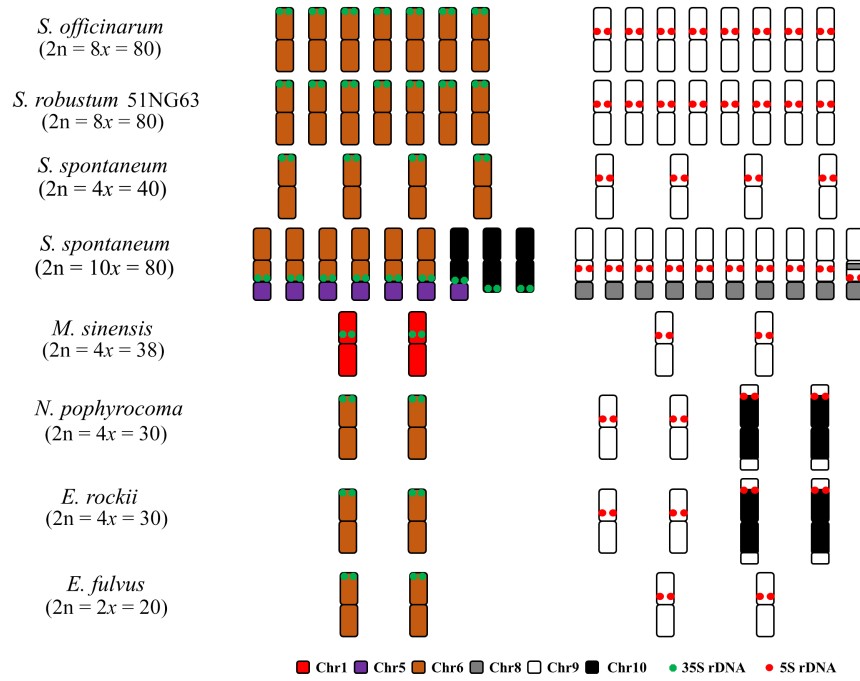 S. officinarum
(2n = 8x = 80)
S. robustum 51NG63
(2n = 8x = 80)
S. spontaneum
(2n = 4x = 40)
S. spontaneum
(2n = 10x = 80)
M. sinensis
(2n = 4x = 38)
N. pophyrocoma
(2n = 4x = 30)
E. rockii
(2n = 4x = 30)
E. fulvus
(2n = 2x = 20)
Chr1 Chr5 Chr6 Chr8 Chr9 Chr10 35S rDNA 5S rDNA